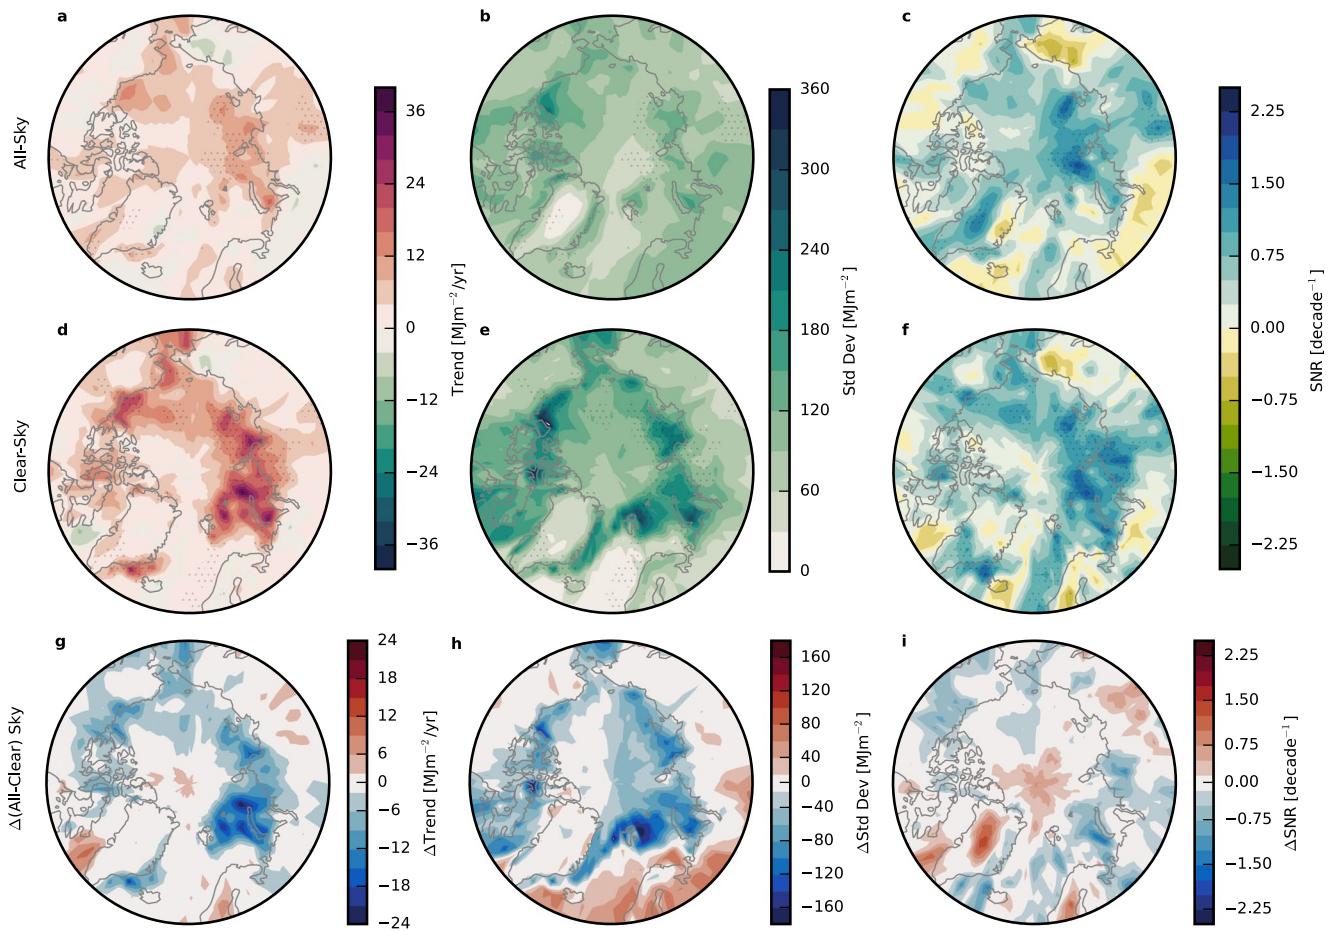 a
b
c
All-Sky
36
24
12
0
−12
−24
−36
Trend [MJm⁻²/yr]
360
300
240
180
120
60
0
Std Dev [MJm⁻²]
2.25
1.50
0.75
0.00
−0.75
−1.50
−2.25
SNR [decade⁻¹]
d
e
f
Clear-Sky
g
h
i
Δ(All-Clear) Sky
24
18
12
6
0
−6
−12
−18
−24
ΔTrend [MJm⁻²/yr]
160
120
80
40
0
−40
−80
−120
−160
ΔStd Dev [MJm⁻²]
2.25
1.50
0.75
0.00
−0.75
−1.50
−2.25
ΔSNR [decade⁻¹]